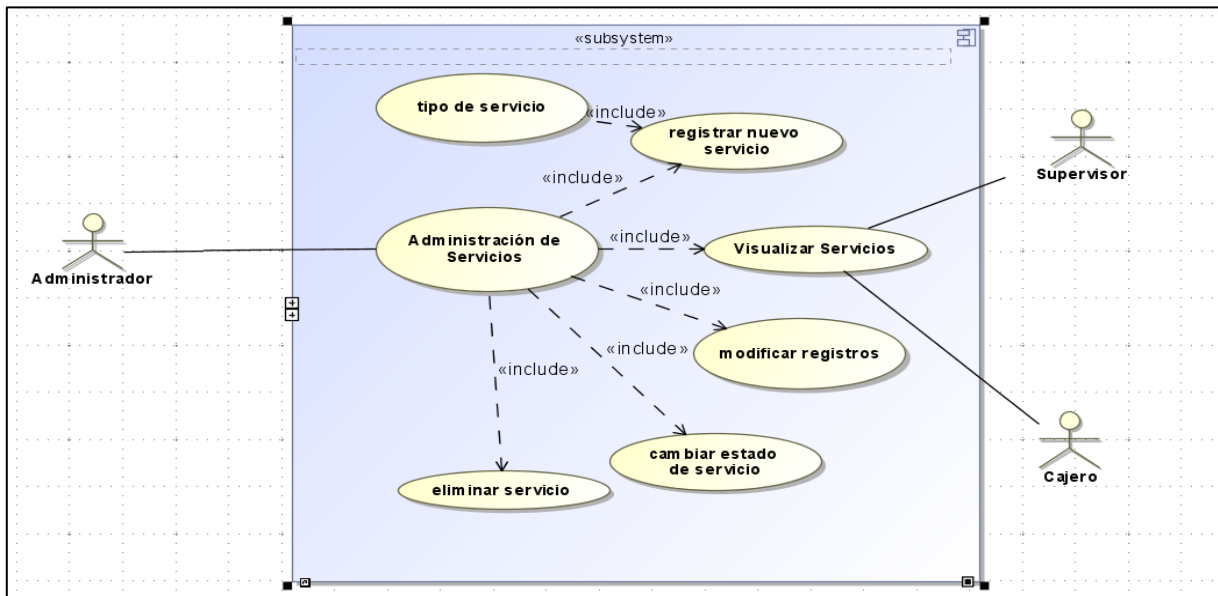 «subsystem»
tipo de servicio
«include»
registrar nuevo
servicio
«include»
Supervisor
Administración de
Servicios
«include»
Visualizar Servicios
Administrador
«include»
modificar registros
«include»
«include»
cambiar estado
de servicio
eliminar servicio
Cajero